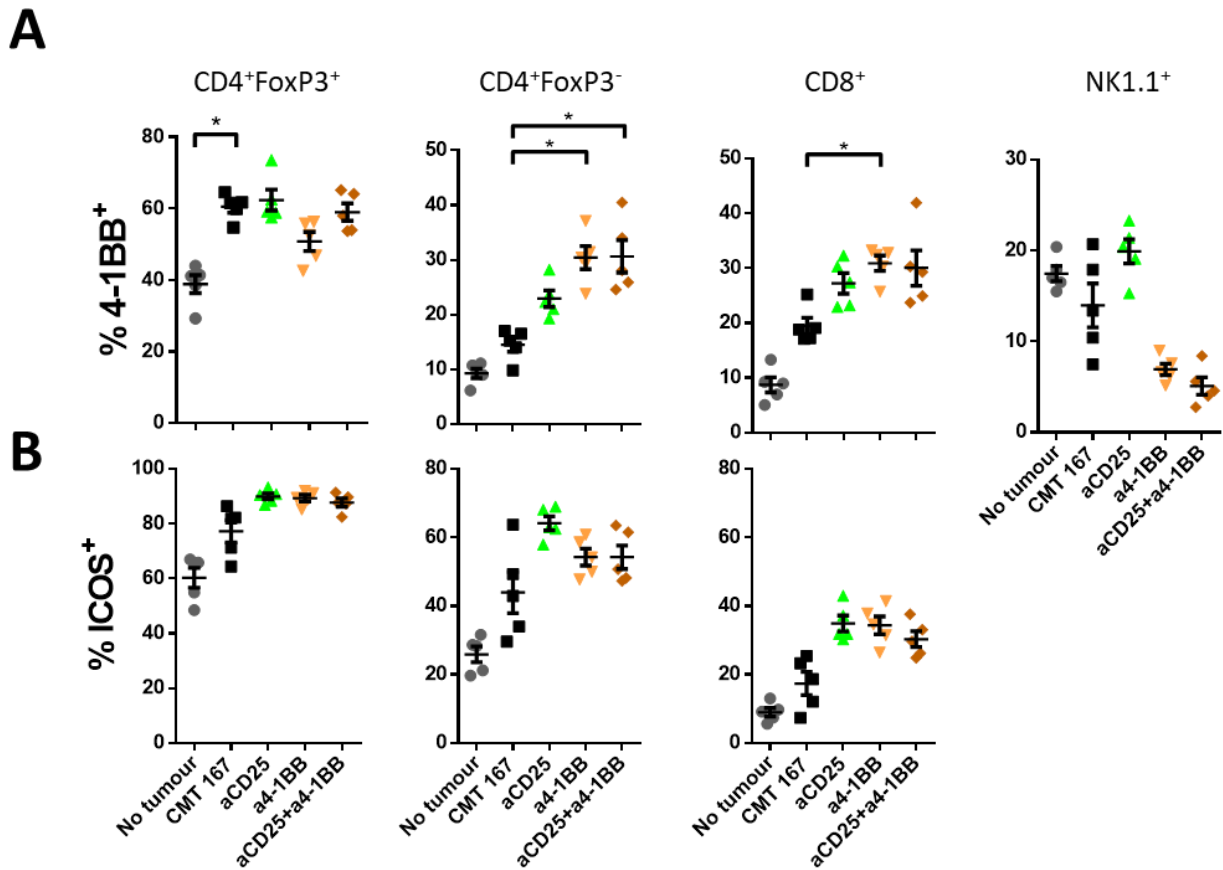 A
CD4⁺FoxP3⁺
CD4⁺FoxP3⁻
CD8⁺
NK1.1⁺
% 4-1BB⁺
80
60
40
20
0
*
50
40
30
20
10
0
*
*
50
40
30
20
10
0
*
30
20
10
0
No tumour
CMT 167
aCD25
a4-1BB
aCD25+a4-1BB
B
% ICOS⁺
100
80
60
40
20
0
No tumour
CMT 167
aCD25
a4-1BB
aCD25+a4-1BB
80
60
40
20
0
No tumour
CMT 167
aCD25
a4-1BB
aCD25+a4-1BB
80
60
40
20
0
No tumour
CMT 167
aCD25
a4-1BB
aCD25+a4-1BB